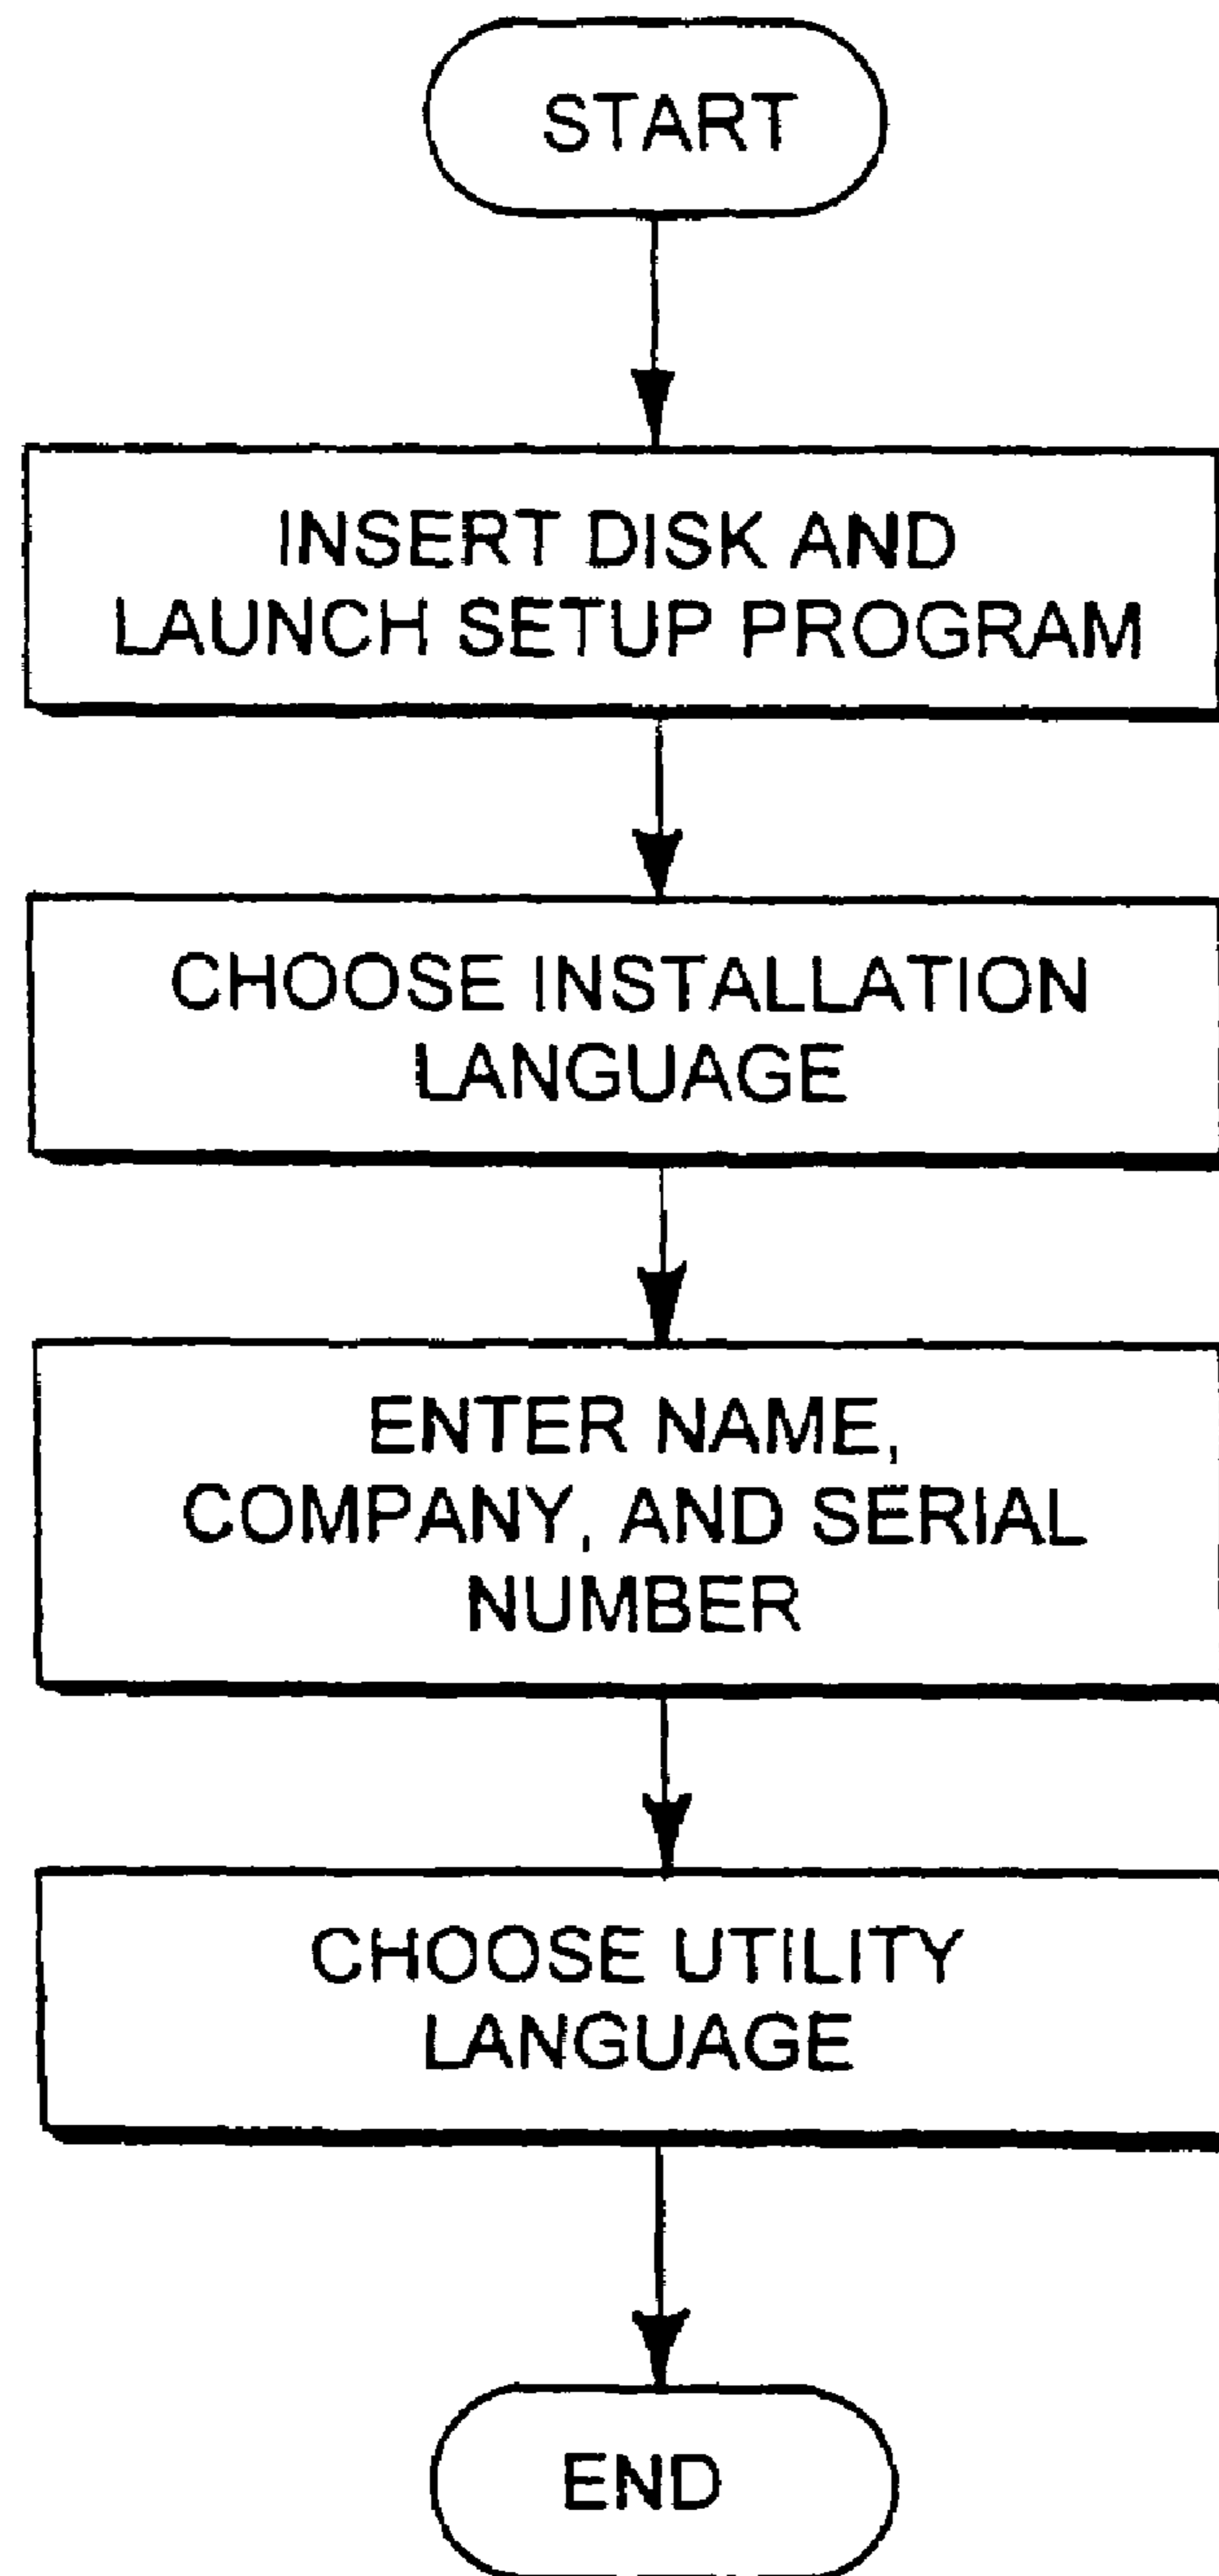 START
INSERT DISK AND
LAUNCH SETUP PROGRAM
CHOOSE INSTALLATION
LANGUAGE
ENTER NAME,
COMPANY, AND SERIAL
NUMBER
CHOOSE UTILITY
LANGUAGE
END